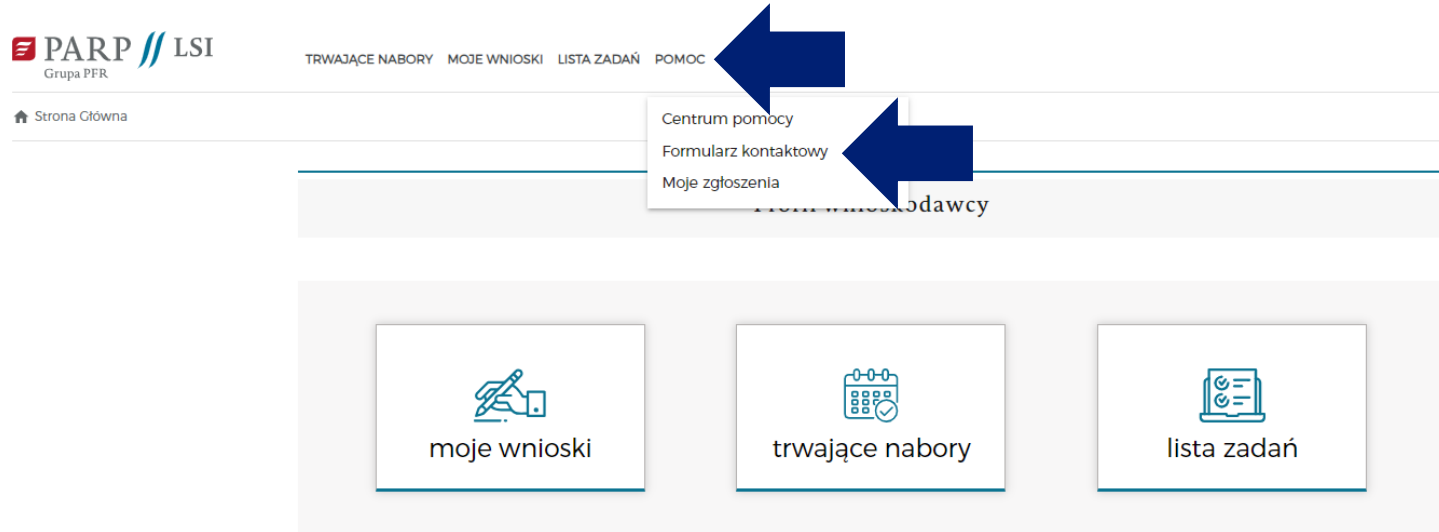 PARP // LSI
Grupa PFR
TRWAJĄCE NABORY MOJE WNIOSKI LISTA ZADAŃ POMOC
Strona Główna
Centrum pomocy
Formularz kontaktowy
Moje zgłoszenia
wnioskodawcy
moje wnioski
trwające nabory
lista zadań